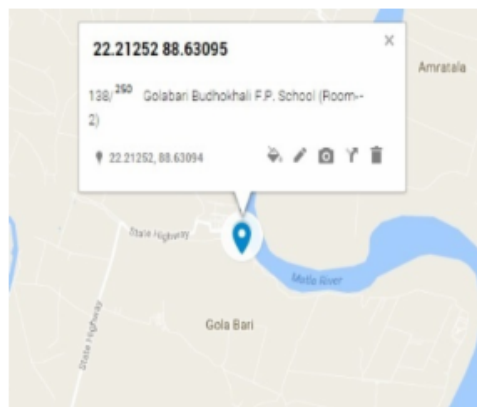 22.21252 88.63095
Amratala
138/250 Golabari Budhokhali F.P. School (Room--
2)
22.21252, 88.63094
State Highway
Matla River
Gola Bari
State Highway